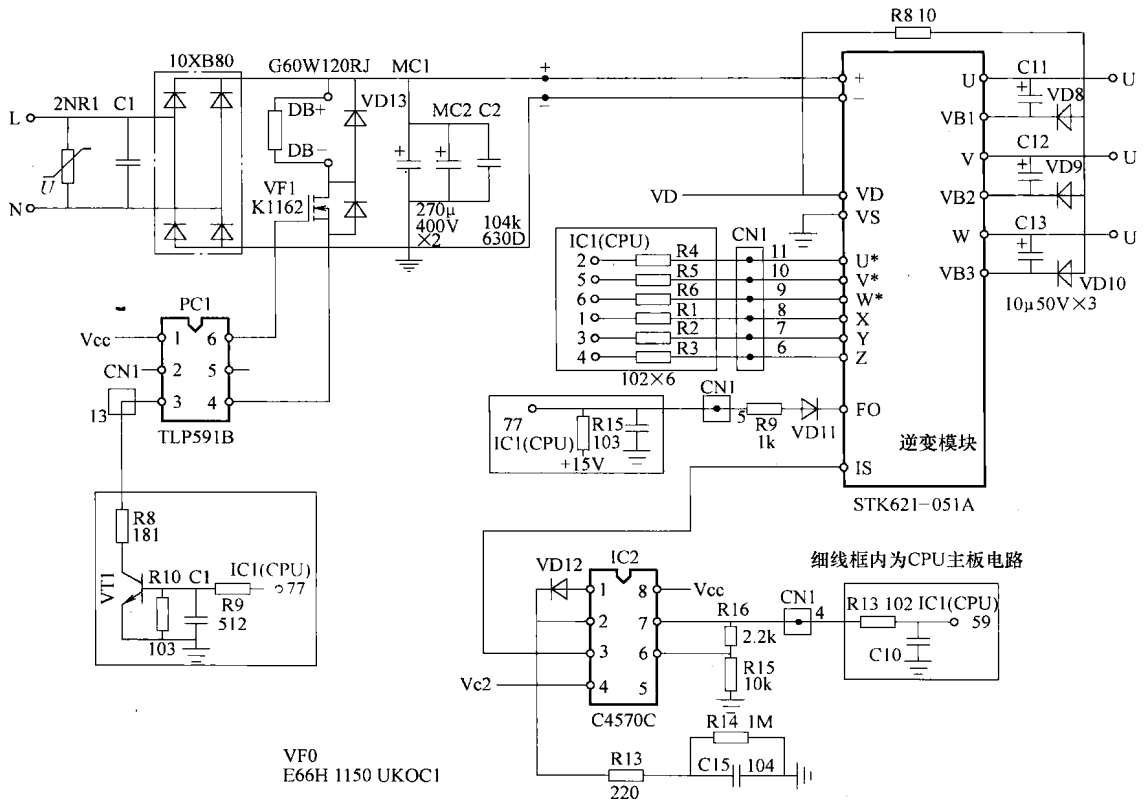 R8 10
10XB80
G60W120RJ
MC1
+
−
+
−
U
C11
+
U
2NR1
C1
DB+
VD13
MC2
C2
VD8
L
VB1
DB−
C12
+
V
U
U
VF1
K1162
+
+
VD9
N
VD
VD
VB2
270μ
400V
×2
104k
630D
VS
C13
+
W
U
IC1(CPU)
CN1
2
R4
11
U*
5
R5
10
V*
VB3
VD10
6
R6
9
W*
10μ50V×3
PC1
1
R1
8
X
Vcc
1
6
3
R2
7
Y
CN1
2
5
4
R3
6
Z
13
3
4
102×6
CN1
TLP591B
77
R15
103
5
R9
1k
VD11
FO
IC1(CPU)
+15V
逆变模块
IS
STK621-051A
R8
181
VD12
IC2
细线框内为CPU主板电路
VT1
R10
C1
IC1(CPU)
77
R9
512
103
1
8
Vcc
2
7
R16
2.2k
CN1
4
R13 102
IC1(CPU)
59
3
6
C10
Vc2
4
5
R15
10k
C4570C
R14 1M
VF0
E66H 1150 UKOC1
R13
220
C15
104